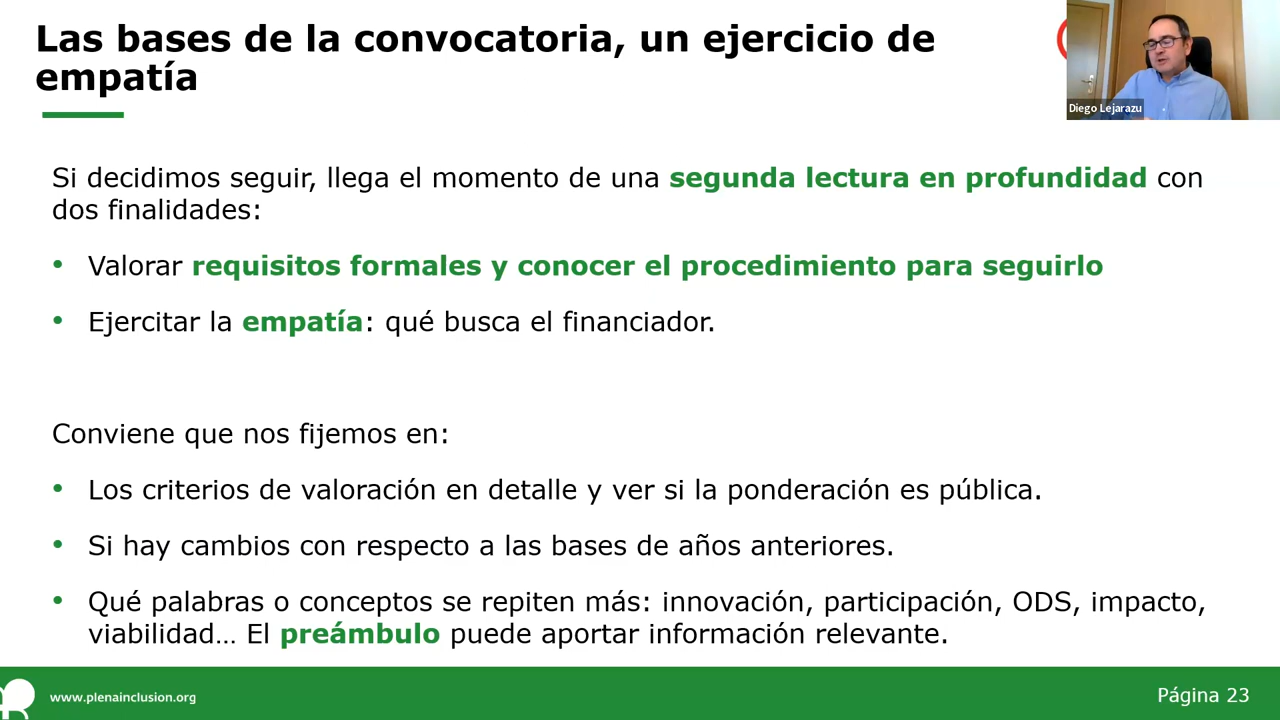 Las bases de la convocatoria, un ejercicio de
empatía
Diego Lejarazu
Si decidimos seguir, llega el momento de una segunda lectura en profundidad con
dos finalidades:
• Valorar requisitos formales y conocer el procedimiento para seguirlo
• Ejercitar la empatía: qué busca el financiador.
Conviene que nos fijemos en:
• Los criterios de valoración en detalle y ver si la ponderación es pública.
• Si hay cambios con respecto a las bases de años anteriores.
• Qué palabras o conceptos se repiten más: innovación, participación, ODS, impacto,
viabilidad… El preámbulo puede aportar información relevante.
www.plenainclusion.org
Página 23